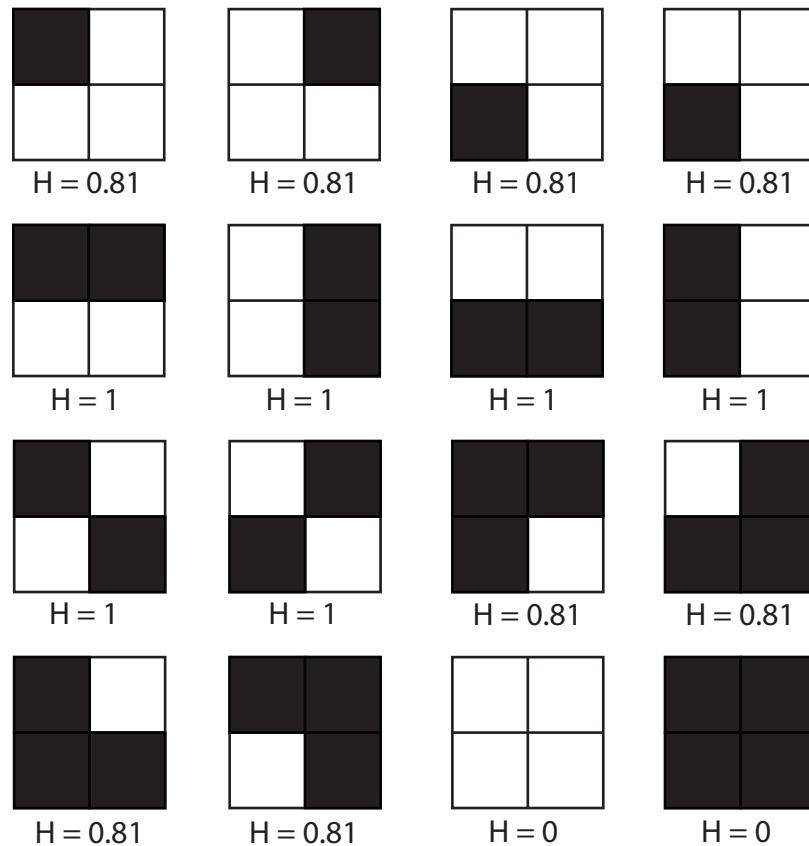 H = 0.81 H = 0.81 H = 0.81 H = 0.81
H = 1 H = 1 H = 1 H = 1
H = 1 H = 1 H = 0.81 H = 0.81
H = 0.81 H = 0.81 H = 0 H = 0